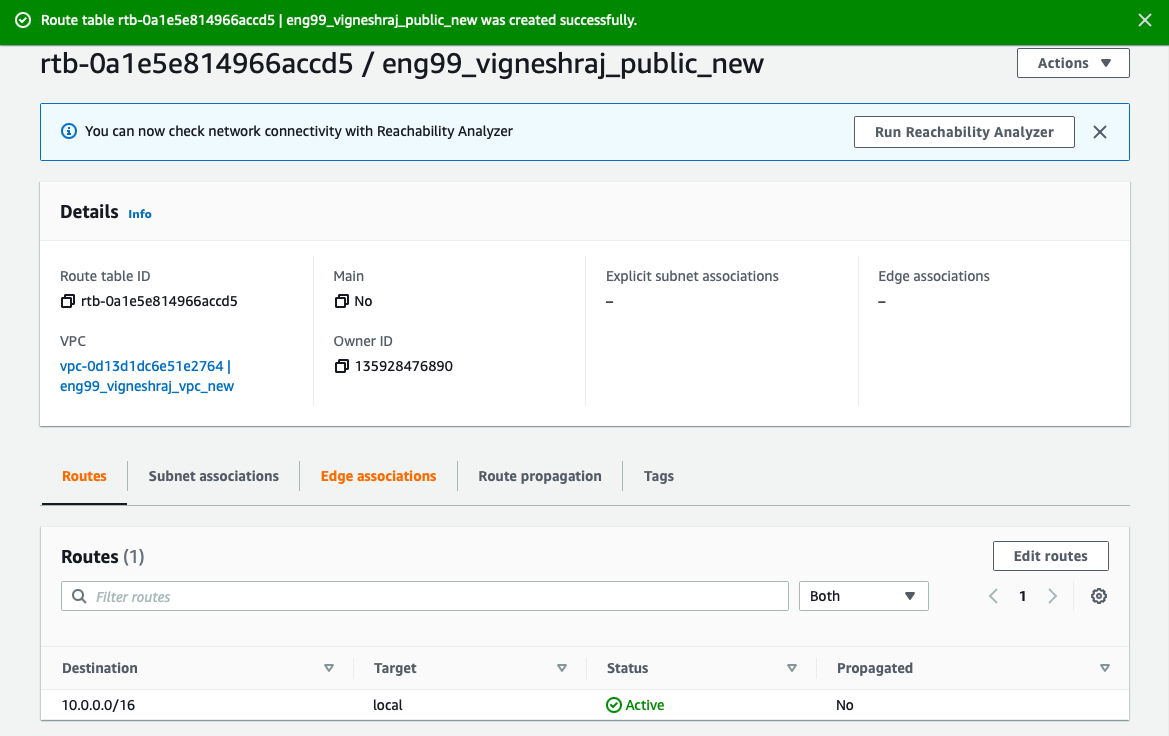 Route table rtb-0a1e5e814966accd5 | eng99_vigneshraj_public_new was created successfully.
rtb-0a1e5e814966accd5 / eng99_vigneshraj_public_new
Actions
You can now check network connectivity with Reachability Analyzer
Run Reachability Analyzer
Details Info
Route table ID
rtb-0a1e5e814966accd5
Main
No
Explicit subnet associations
–
Edge associations
–
VPC
vpc-0d13d1dc6e51e2764 |
eng99_vigneshraj_vpc_new
Owner ID
135928476890
Routes
Subnet associations
Edge associations
Route propagation
Tags
Routes (1)
Edit routes
Filter routes
Both
1
Destination
Target
Status
Propagated
10.0.0.0/16
local
Active
No